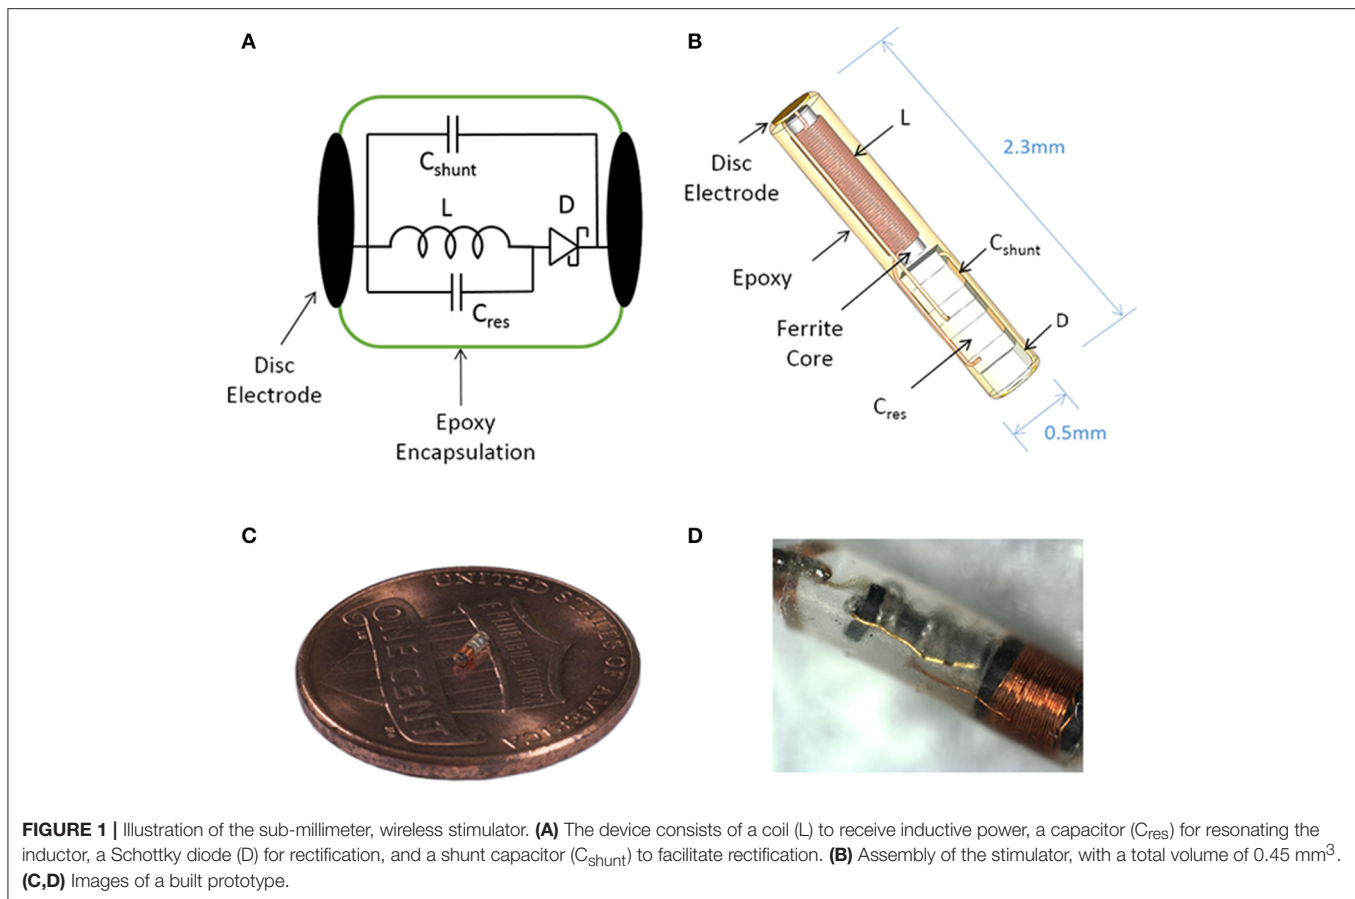 A
C_shunt
L
D
C_res
Disc
Electrode
Epoxy
Encapsulation
B
L
2.3mm
Disc
Electrode
C_shunt
Epoxy
Ferrite
Core
D
C_res
0.5mm
C
UNITED STATES OF AMERICA
E PLURIBUS UNUM
ONE CENT
D
FIGURE 1 | Illustration of the sub-millimeter, wireless stimulator. (A) The device consists of a coil (L) to receive inductive power, a capacitor (C_res) for resonating the
inductor, a Schottky diode (D) for rectification, and a shunt capacitor (C_shunt) to facilitate rectification. (B) Assembly of the stimulator, with a total volume of 0.45 mm³.
(C,D) Images of a built prototype.